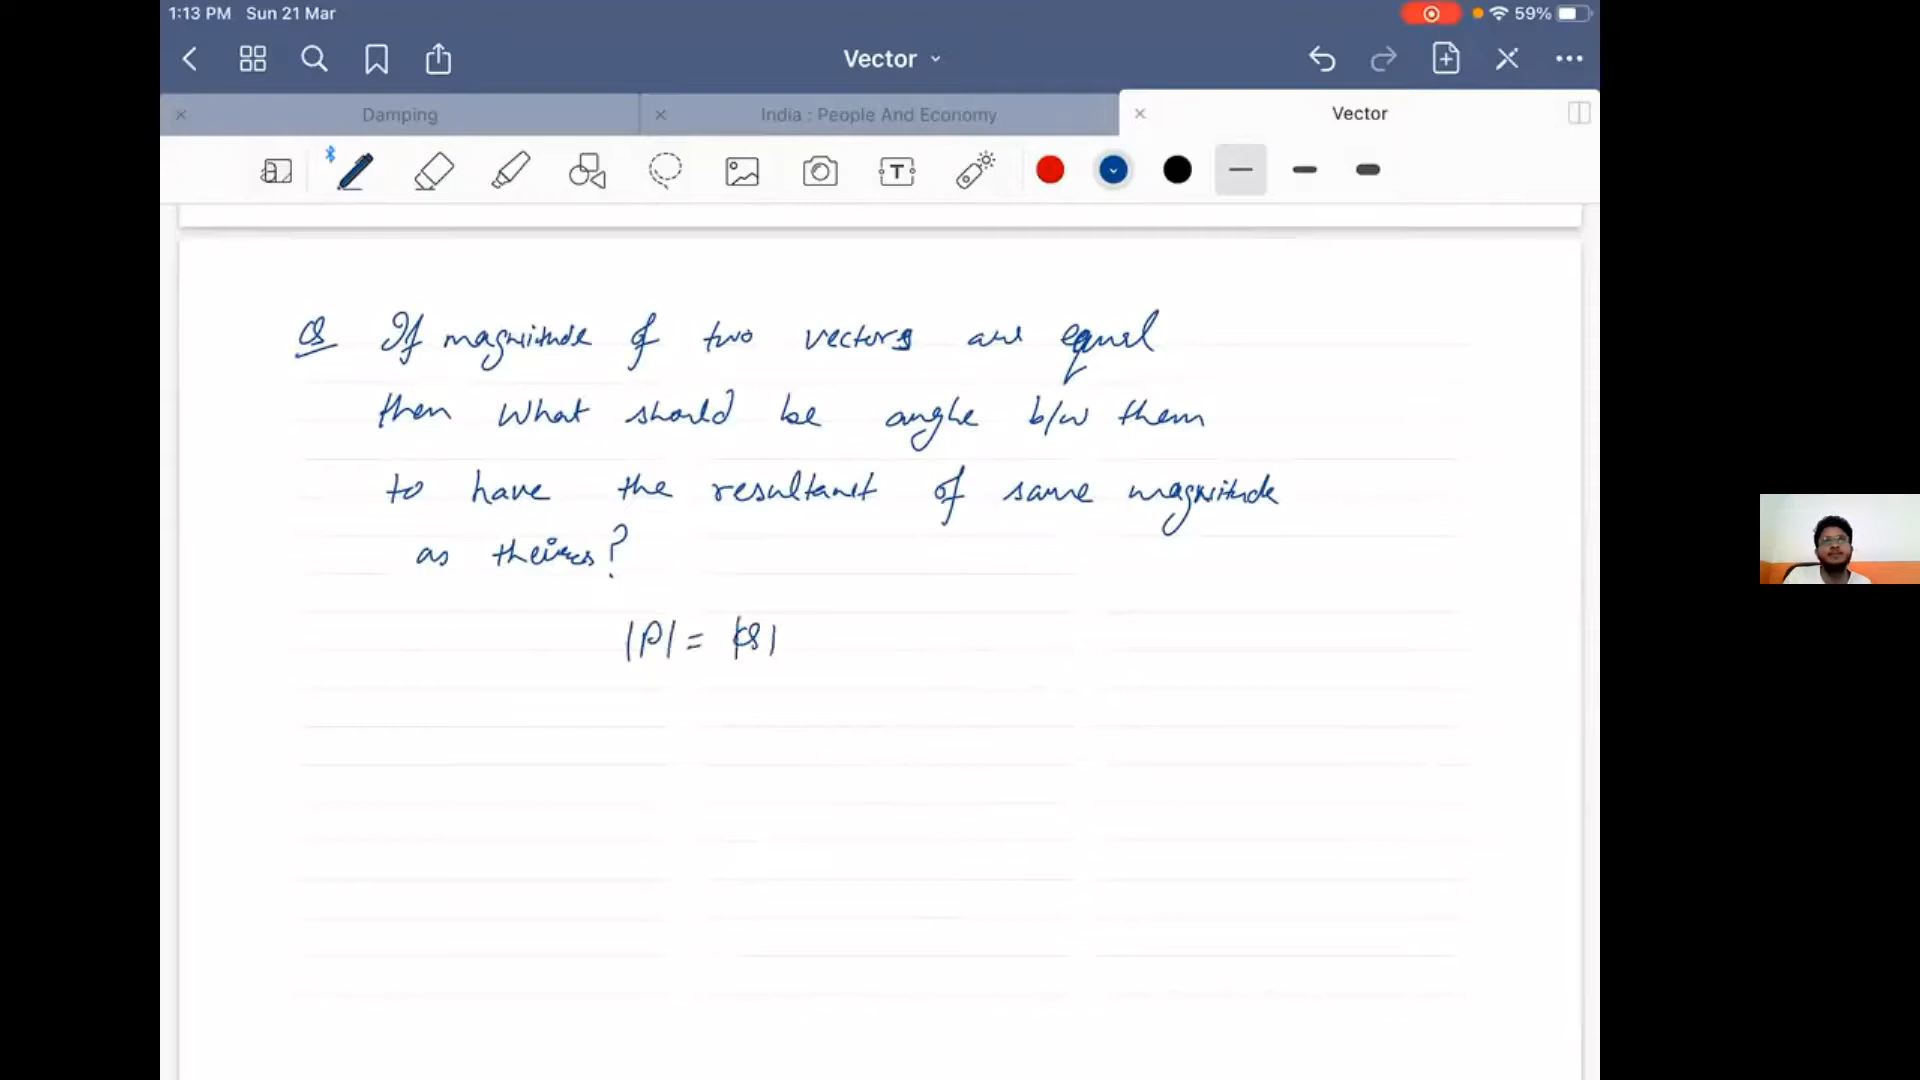 1:13 PM Sun 21 Mar
59%
Vector
Damping
India : People And Economy
Vector
T
Q If magnitude of two vectors are equal
then what should be angle b/w them
to have the resultant of same magnitude
as theirs?
|P| = |Q|